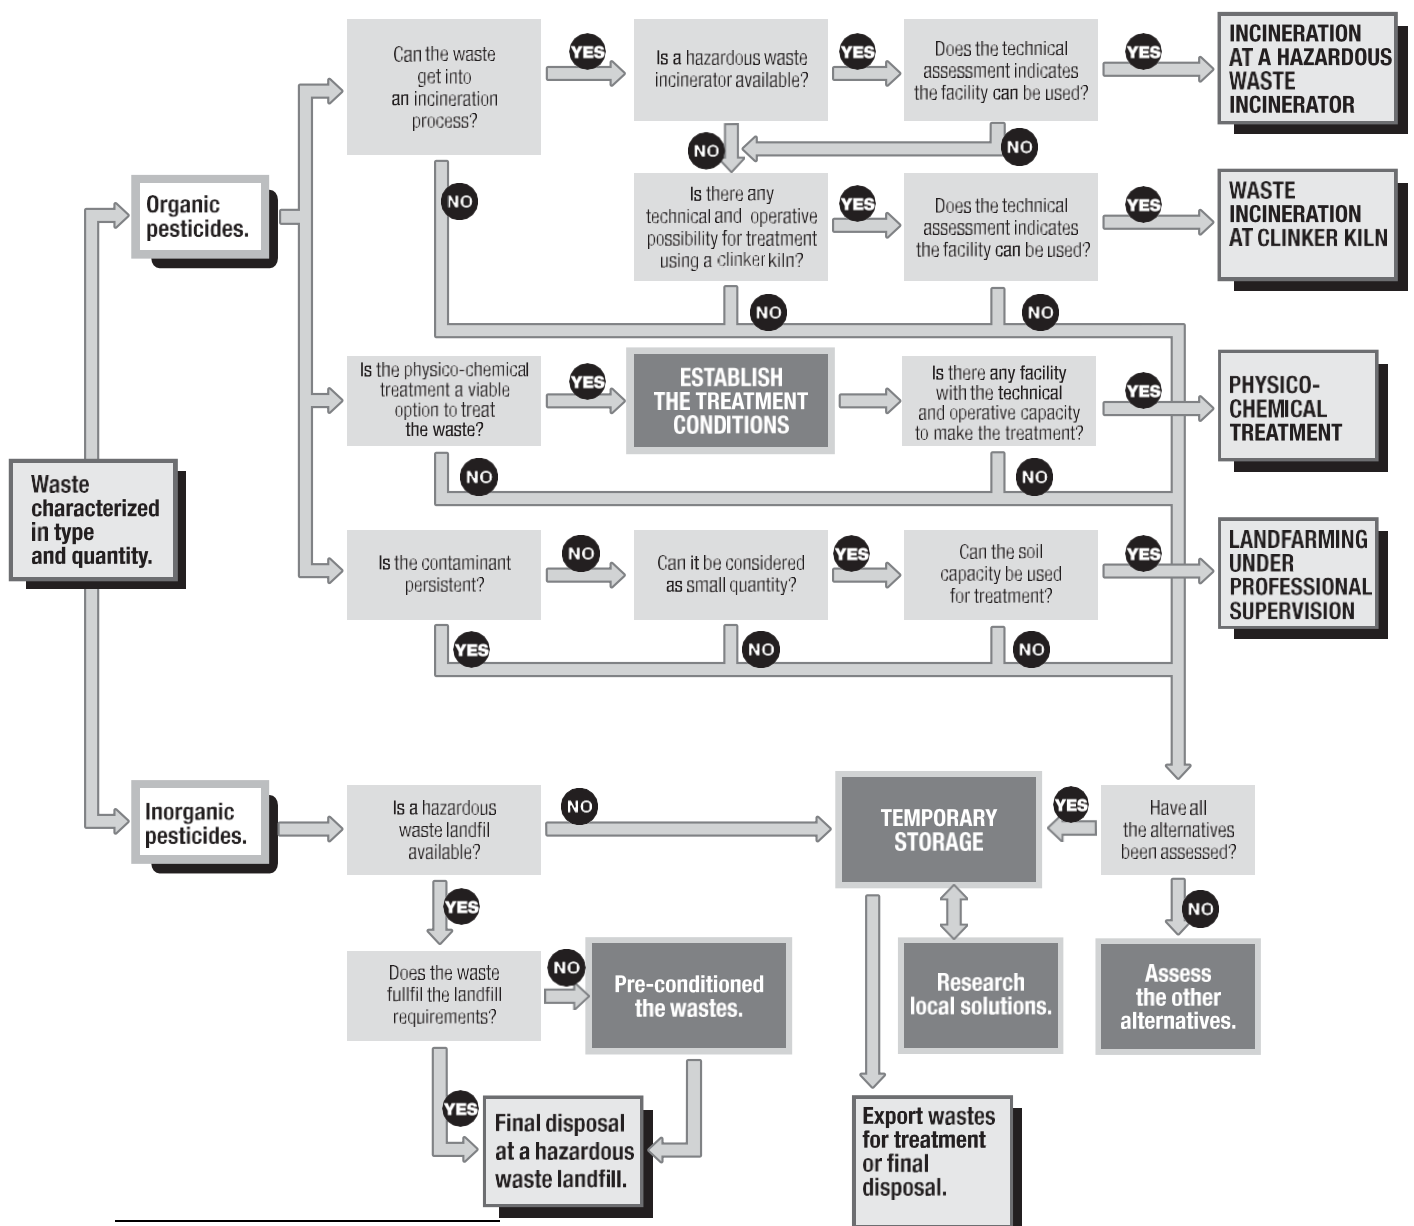 Can the waste
get into
an incineration
process?
YES
Is a hazardous waste
incinerator available?
YES
Does the technical
assessment indicates
the facility can be used?
YES
INCINERATION
AT A HAZARDOUS
WASTE
INCINERATOR
NO
NO
NO
Organic
pesticides.
Is there any
technical and operative
possibility for treatment
using a clinker kiln?
YES
Does the technical
assessment indicates
the facility can be used?
YES
WASTE
INCINERATION
AT CLINKER KILN
NO
NO
Is the physico-chemical
treatment a viable
option to treat
the waste?
YES
ESTABLISH
THE TREATMENT
CONDITIONS
Is there any facility
with the technical
and operative capacity
to make the treatment?
YES
PHYSICO-
CHEMICAL
TREATMENT
NO
NO
Waste
characterized
in type
and quantity.
Is the contaminant
persistent?
NO
Can it be considered
as small quantity?
YES
Can the soil
capacity be used
for treatment?
YES
LANDFARMING
UNDER
PROFESSIONAL
SUPERVISION
YES
NO
NO
Inorganic
pesticides.
Is a hazardous
waste landfil
available?
NO
TEMPORARY
STORAGE
YES
Have all
the alternatives
been assessed?
YES
NO
Does the waste
fullfil the landfill
requirements?
NO
Pre-conditioned
the wastes.
Research
local solutions.
Assess
the other
alternatives.
YES
Final disposal
at a hazardous
waste landfill.
Export wastes
for treatment
or final
disposal.